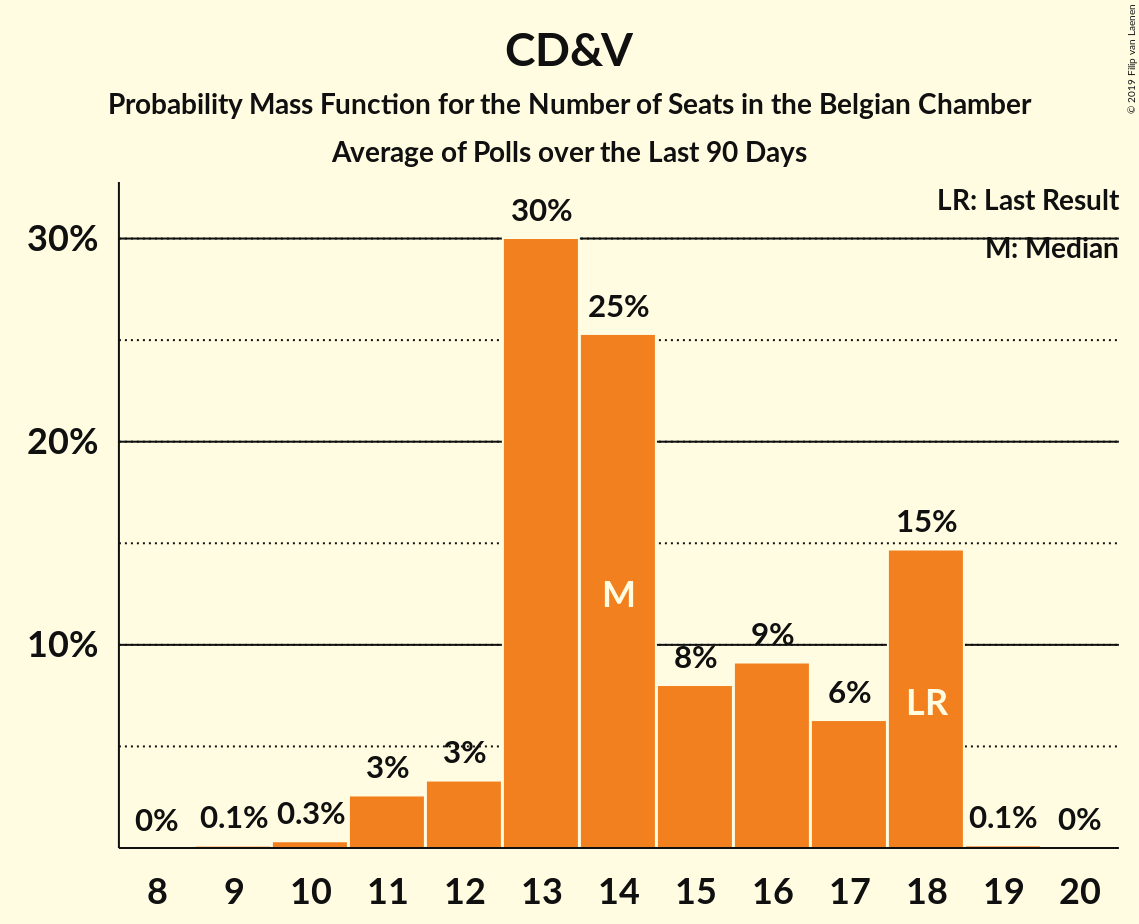 CD&V
Probability Mass Function for the Number of Seats in the Belgian Chamber
Average of Polls over the Last 90 Days
© 2019 Filip van Laenen
LR: Last Result
M: Median
30%
20%
10%
0%
0.1%
0.3%
3%
3%
30%
25%
8%
9%
6%
15%
0.1%
0%
M
LR
8 9 10 11 12 13 14 15 16 17 18 19 20